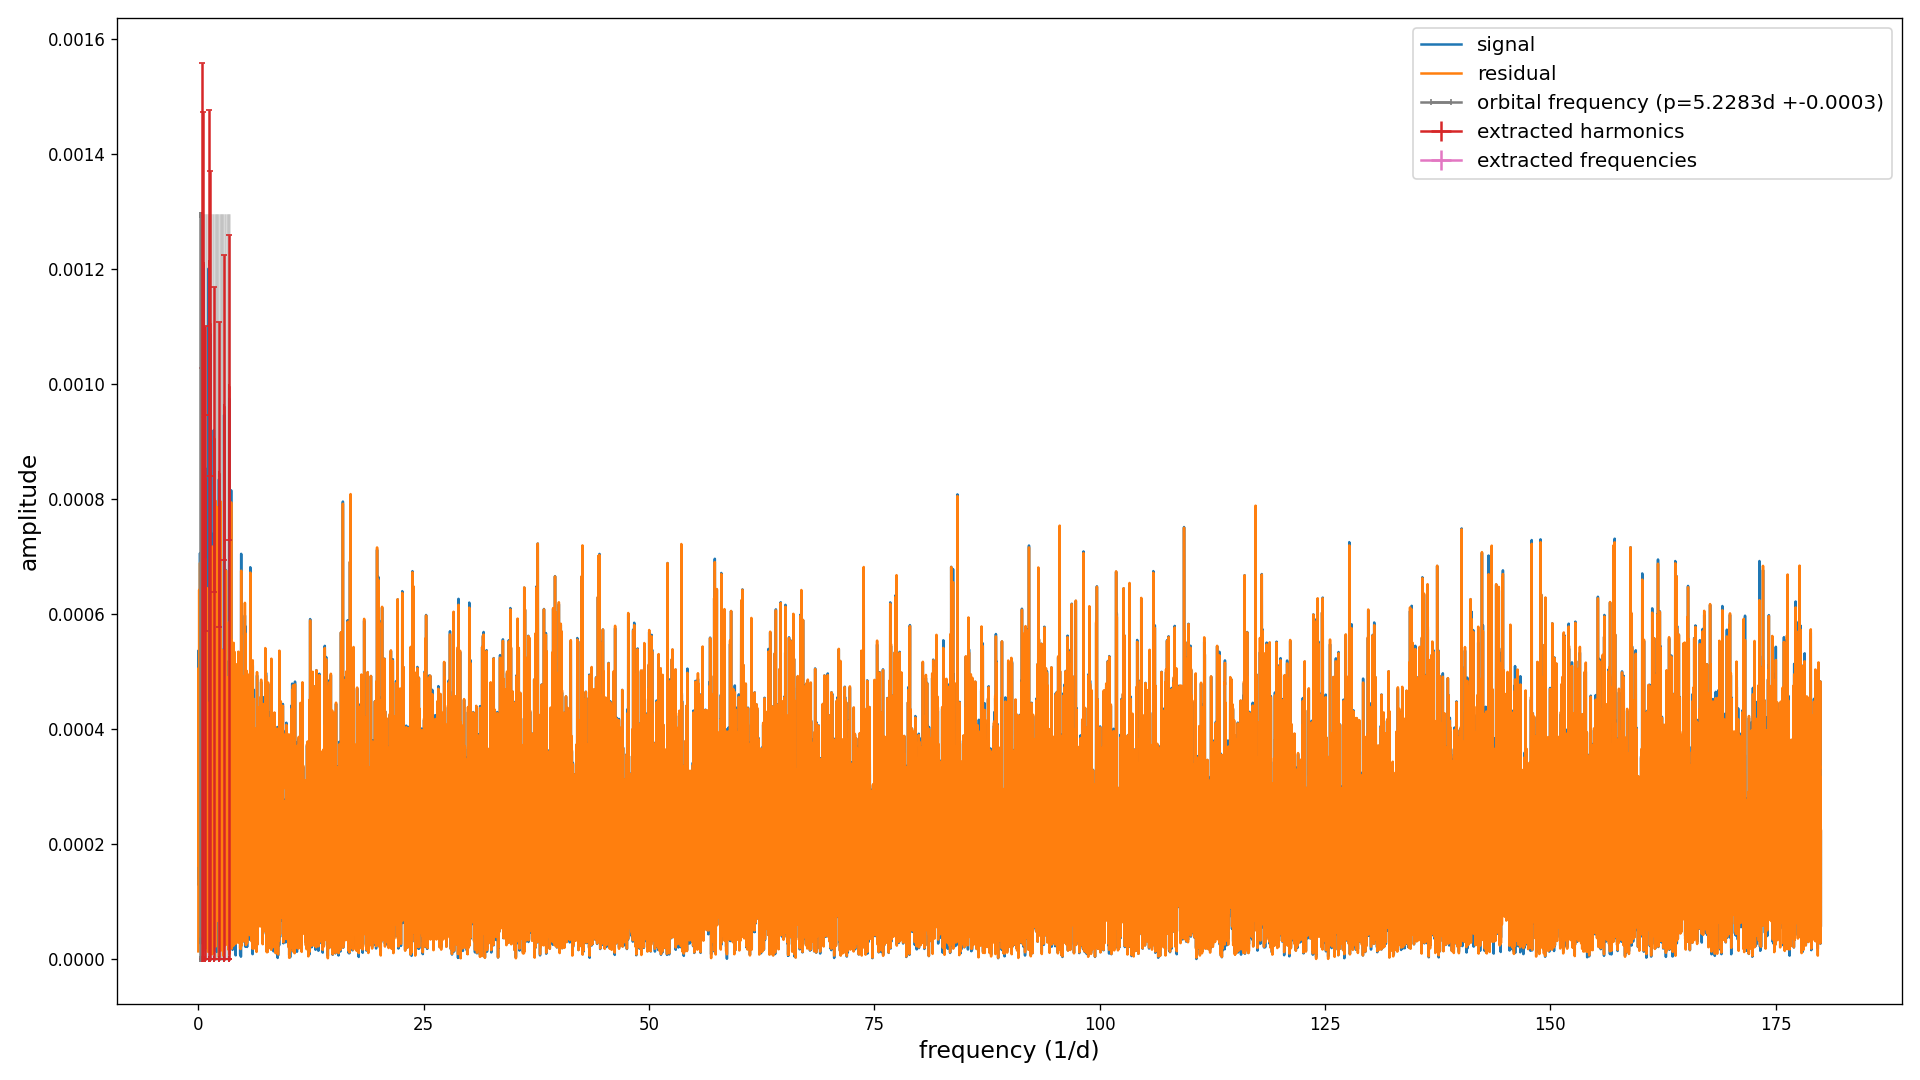 0.0016
0.0014
0.0012
0.0010
0.0008
0.0006
0.0004
0.0002
0.0000
amplitude
0 25 50 75 100 125 150 175
frequency (1/d)
signal
residual
orbital frequency (p=5.2283d +-0.0003)
extracted harmonics
extracted frequencies